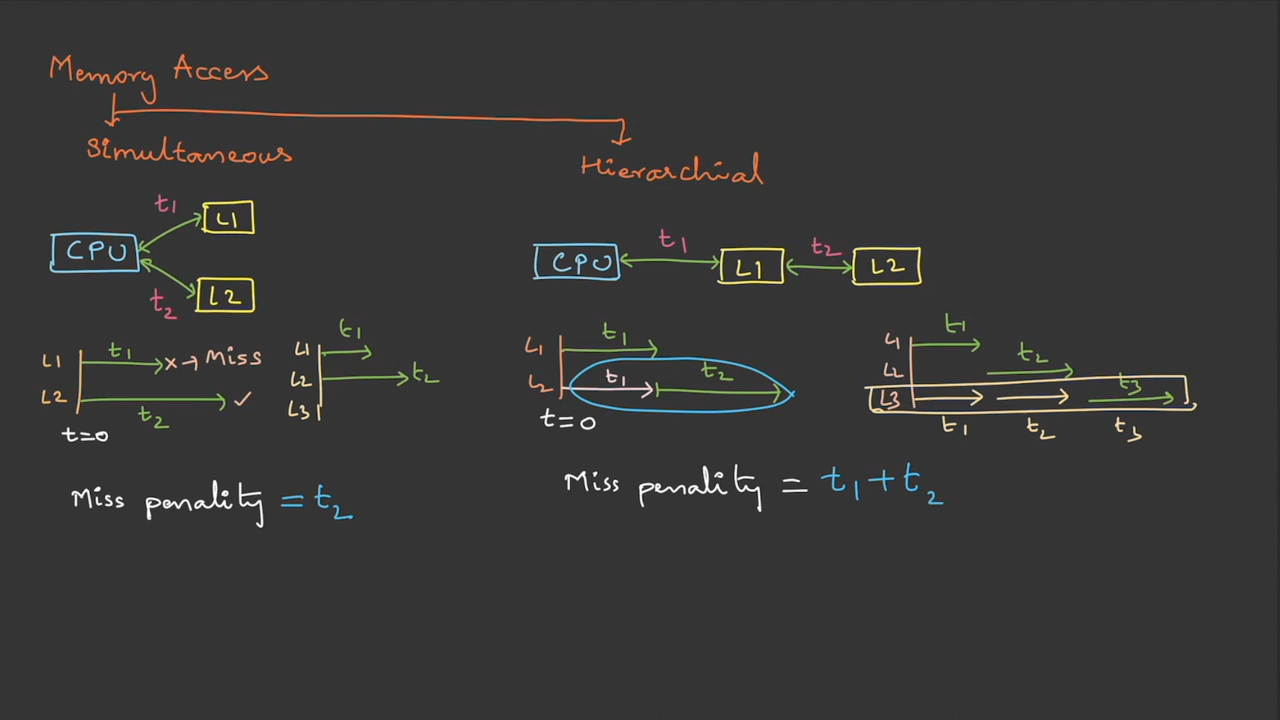 Memory Access
Simultaneous
Hierarchial
t1
L1
CPU
t2
L2
CPU
t1
L1
t2
L2
L1
t1
x → Miss
L2
t2
✓
t=0
t1
L1
L2
t2
L3
t1
L1
L2
t1
t2
t=0
t1
L1
t2
L2
L3
t3
t1
t2
t3
Miss penality = t2
Miss penality = t1 + t2